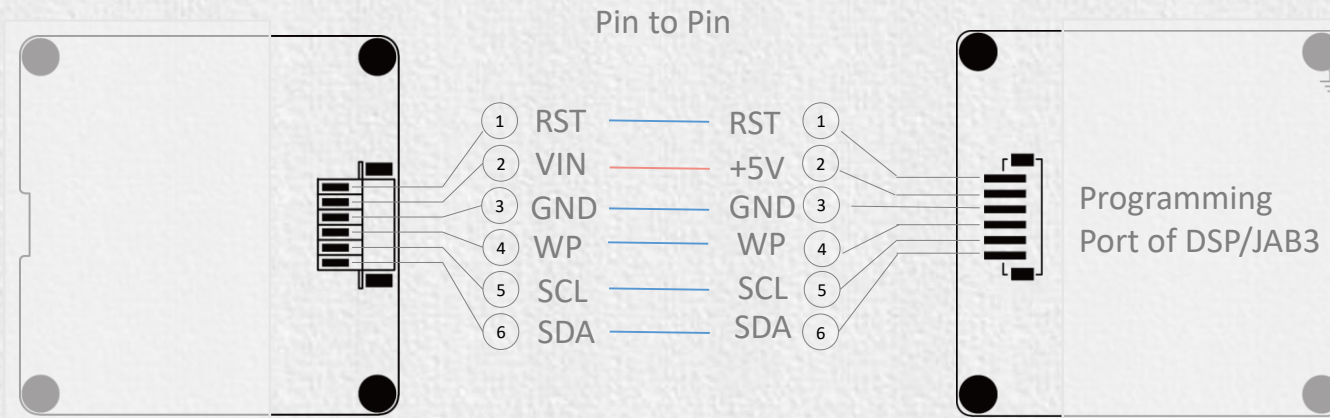 Pin to Pin
1 RST RST 1
2 VIN +5V 2
3 GND GND 3
4 WP WP 4
5 SCL SCL 5
6 SDA SDA 6
Programming
Port of DSP/JAB3